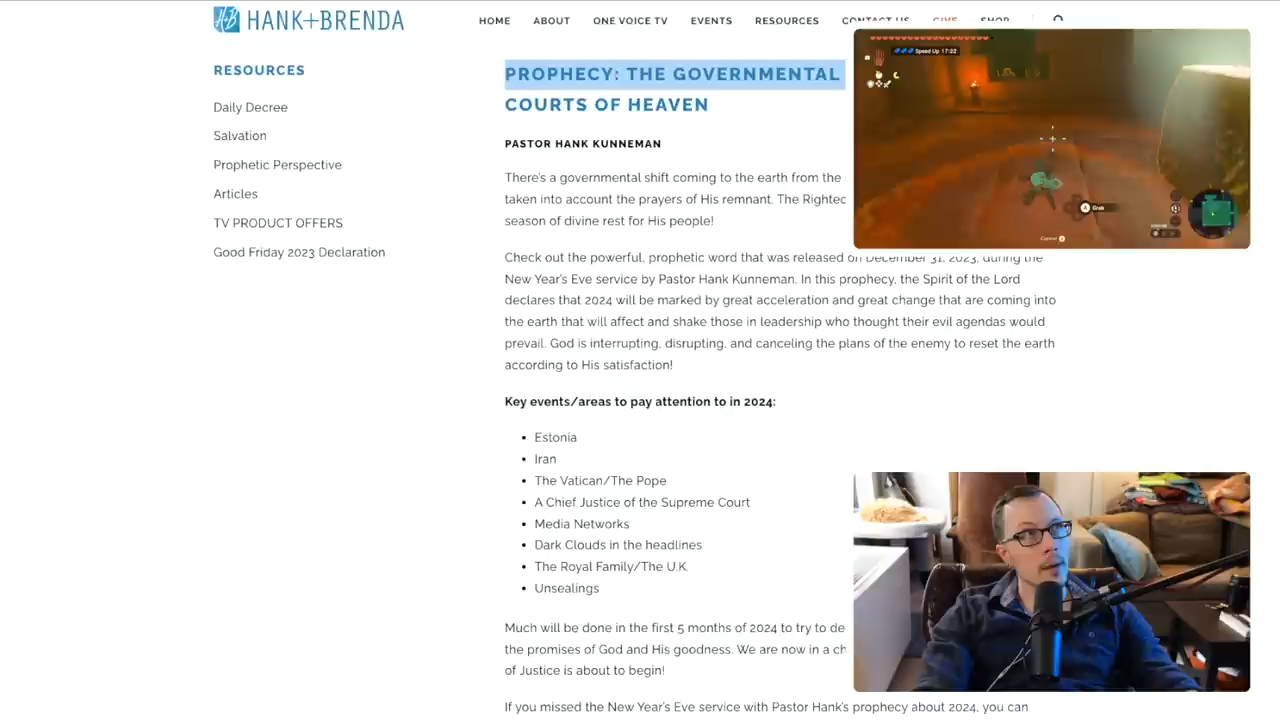 HANK+BRENDA
HOME ABOUT ONE VOICE TV EVENTS RESOURCES CONTACT US GIVE SHOP
RESOURCES
Daily Decree
Salvation
Prophetic Perspective
Articles
TV PRODUCT OFFERS
Good Friday 2023 Declaration
PROPHECY: THE GOVERNMENTAL
COURTS OF HEAVEN
PASTOR HANK KUNNEMAN
There's a governmental shift coming to the earth from the
taken into account the prayers of His remnant. The
season of divine rest for His people!
Check out the powerful, prophetic word that was released on December 31, 2023, during the
New Year's Eve service by Pastor Hank Kunneman. In this prophecy, the Spirit of the Lord
declares that 2024 will be marked by great acceleration and great change that are coming into
the earth that will affect and shake those in leadership who thought their evil agendas would
prevail. God is interrupting, disrupting, and canceling the plans of the enemy to reset the earth
according to His satisfaction!
Key events/areas to pay attention to in 2024:
• Estonia
• Iran
• The Vatican/The Pope
• A Chief Justice of the Supreme Court
• Media Networks
• Dark Clouds in the headlines
• The Royal Family/The U.K.
• Unsealings
Much will be done in the first 5 months of 2024 to try to
the promises of God and His goodness. We are now in a
of Justice is about to begin!
If you missed the New Year's Eve service with Pastor Hank's prophecy about 2024, you can
Speed Up 17:22
A Grab
Cancel